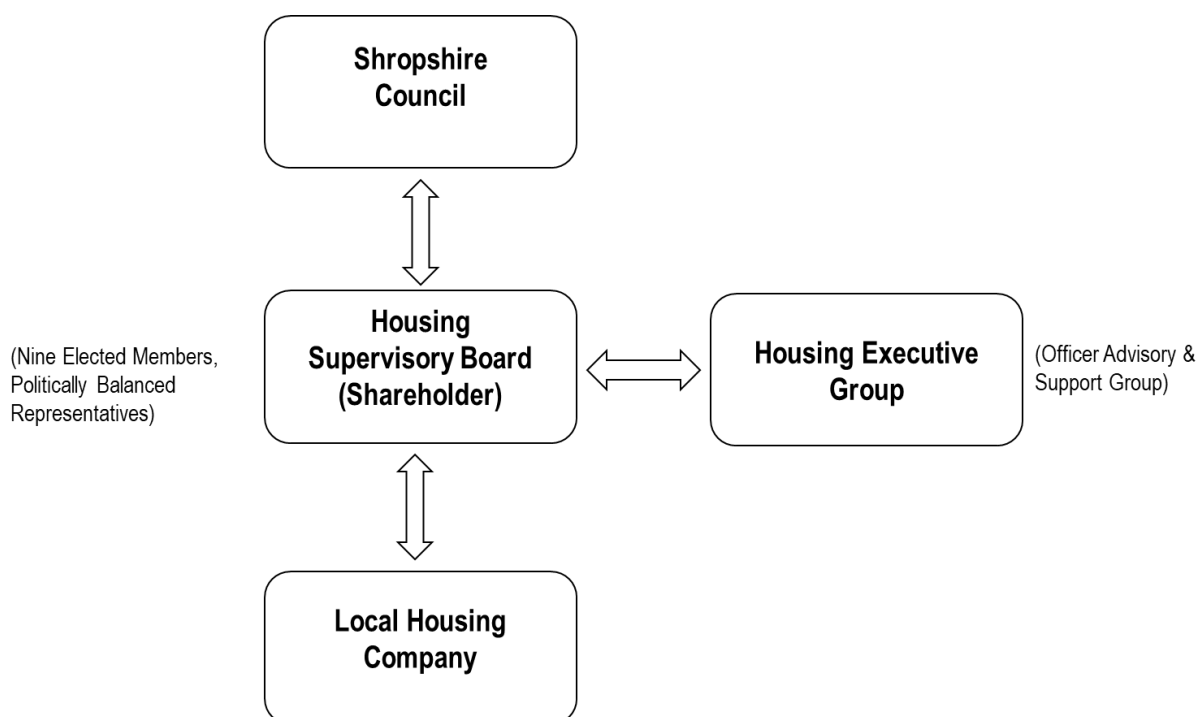 Shropshire
Council
(Nine Elected Members,
Politically Balanced
Representatives)
Housing
Supervisory Board
(Shareholder)
Housing Executive
Group
(Officer Advisory &
Support Group)
Local Housing
Company